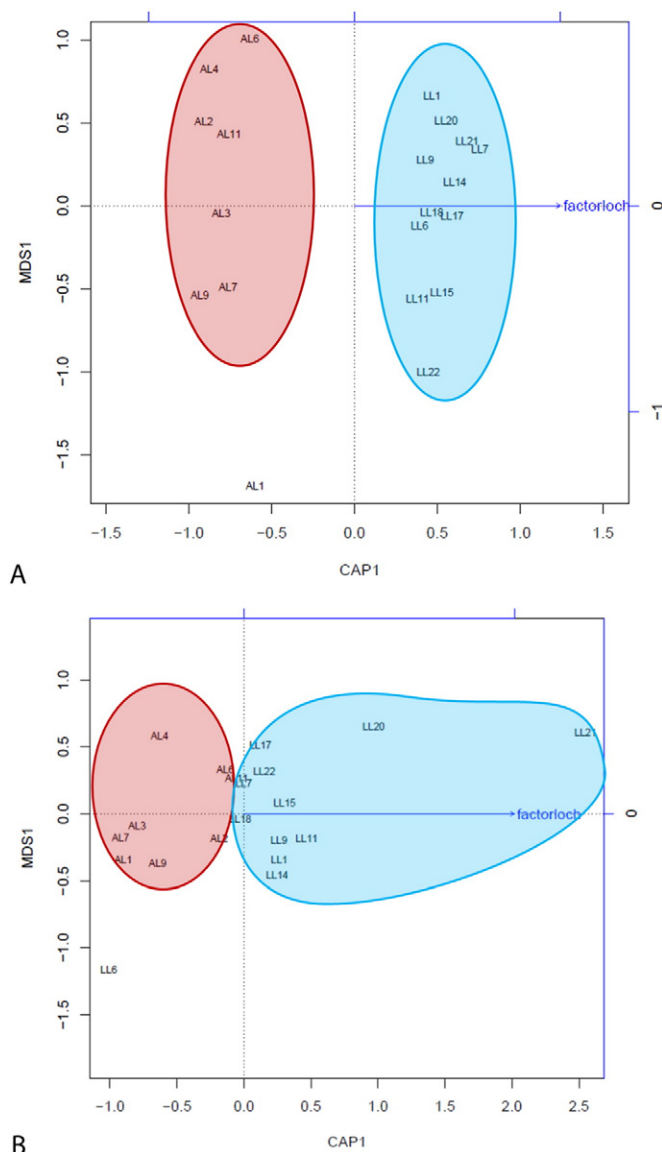 1.0
0.5
0.0
−0.5
−1.0
−1.5
MDS1
AL6
AL4
AL2
AL11
AL3
AL9
AL7
AL1
LL1
LL20
LL21
LL7
LL9
LL14
LL18
LL17
LL6
LL11
LL15
LL22
factorloch
0
−1
−1.5
−1.0
−0.5
0.0
0.5
1.0
1.5
CAP1
A
1.0
0.5
0.0
−0.5
−1.0
−1.5
MDS1
AL4
AL6
AL11
AL3
AL7
AL2
AL1
AL9
LL6
LL20
LL21
LL17
LL22
LL7
LL15
LL18
LL9
LL11
LL1
LL14
factorloch
0
−1.0
−0.5
0.0
0.5
1.0
1.5
2.0
2.5
CAP1
B